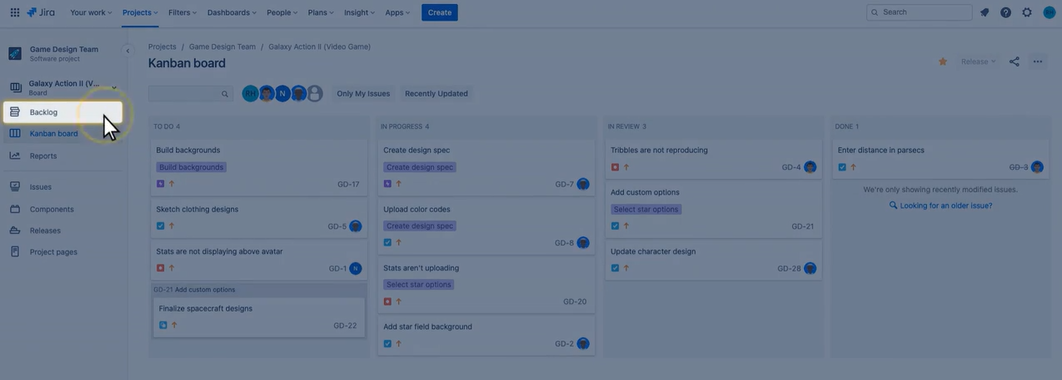 Jira Your work Projects Filters Dashboards People Plans Insight Apps Create Search
Game Design Team
Software project
Projects / Game Design Team / Galaxy Action II (Video Game)
Kanban board
Release
Galaxy Action II (V...
Board
Backlog
Kanban board
Reports
Issues
Components
Releases
Project pages
Only My Issues Recently Updated
TO DO 4
Build backgrounds
Build backgrounds
GD-17
Sketch clothing designs
GD-5
Stats are not displaying above avatar
GD-1 N
GD-21 Add custom options
Finalize spacecraft designs
GD-22
IN PROGRESS 4
Create design spec
Create design spec
GD-7
Upload color codes
Create design spec
GD-8
Stats aren't uploading
Select star options
GD-20
Add star field background
GD-2
IN REVIEW 3
Tribbles are not reproducing
GD-4
Add custom options
Select star options
GD-21
Update character design
GD-28
DONE 1
Enter distance in parsecs
GD-3
We're only showing recently modified issues.
Looking for an older issue?